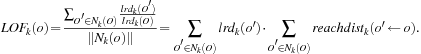 LOF_k(o) = \frac{\sum_{o' \in N_k(o)} \frac{lrd_k(o')}{lrd_k(o)}}{\|N_k(o)\|} = \sum_{o' \in N_k(o)} lrd_k(o') \cdot \sum_{o' \in N_k(o)} reachdist_k(o' \leftarrow o).